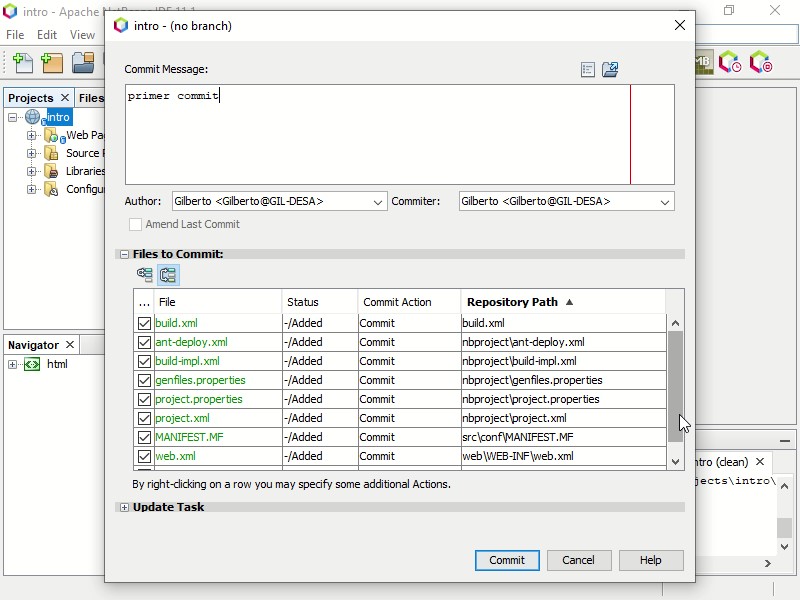 intro - Apache NetBeans IDE 11.1
File Edit View
Projects Files
intro
Web Pa
Source P
Libraries
Configu
Navigator
html
intro - (no branch)
Commit Message:
primer commit
Author: Gilberto <Gilberto@GIL-DESA> Commiter: Gilberto <Gilberto@GIL-DESA>
Amend Last Commit
Files to Commit:
... File Status Commit Action Repository Path
build.xml -/Added Commit build.xml
ant-deploy.xml -/Added Commit nbproject\ant-deploy.xml
build-impl.xml -/Added Commit nbproject\build-impl.xml
genfiles.properties -/Added Commit nbproject\genfiles.properties
project.properties -/Added Commit nbproject\project.properties
project.xml -/Added Commit nbproject\project.xml
MANIFEST.MF -/Added Commit src\conf\MANIFEST.MF
web.xml -/Added Commit web\WEB-INF\web.xml
By right-clicking on a row you may specify some additional Actions.
Update Task
Commit Cancel Help
MB
ntro (clean)
jects\intro\